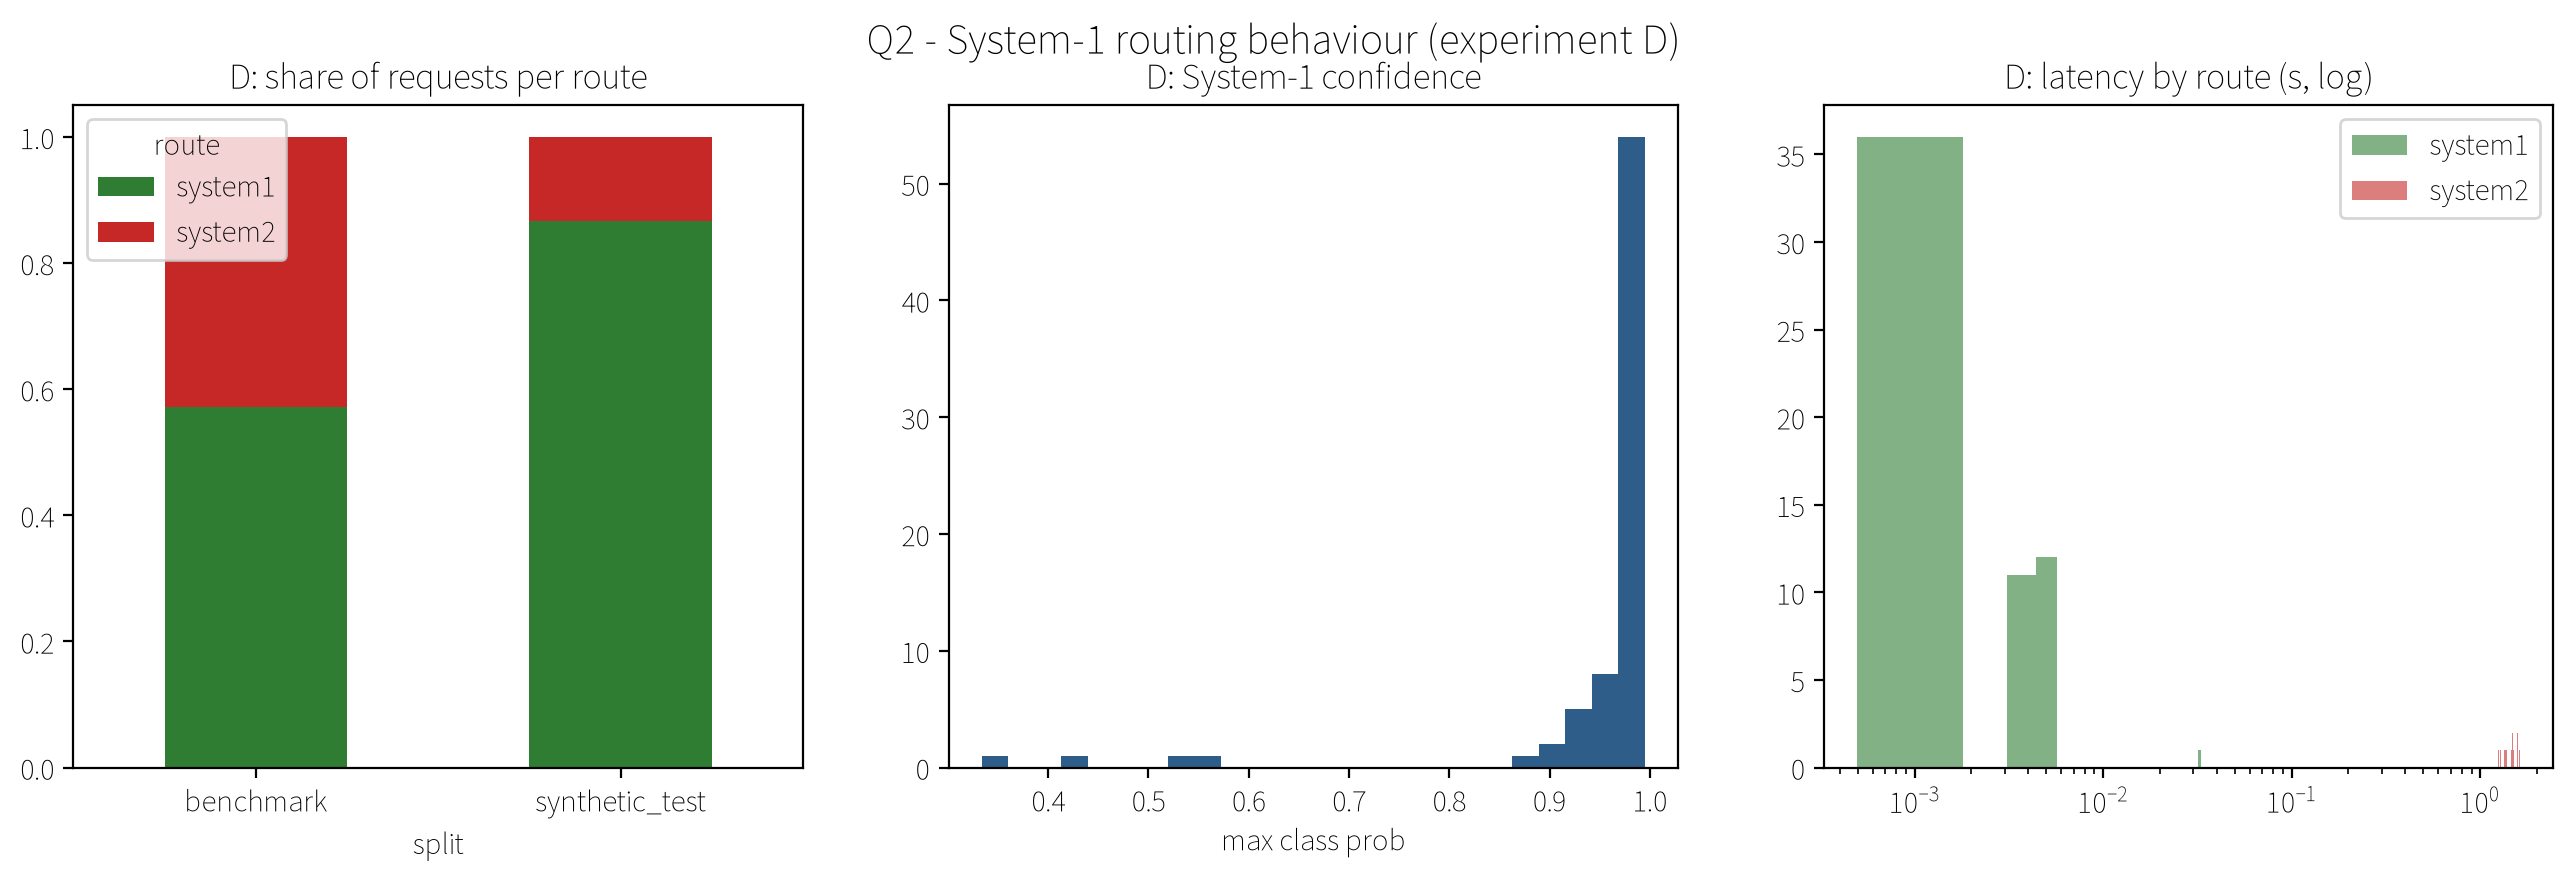 Q2 - System-1 routing behaviour (experiment D)
D: share of requests per route
1.0
0.8
0.6
0.4
0.2
0.0
route
system1
system2
benchmark
synthetic_test
split
D: System-1 confidence
50
40
30
20
10
0
0.4
0.5
0.6
0.7
0.8
0.9
1.0
max class prob
D: latency by route (s, log)
35
30
25
20
15
10
5
0
system1
system2
10⁻³
10⁻²
10⁻¹
10⁰